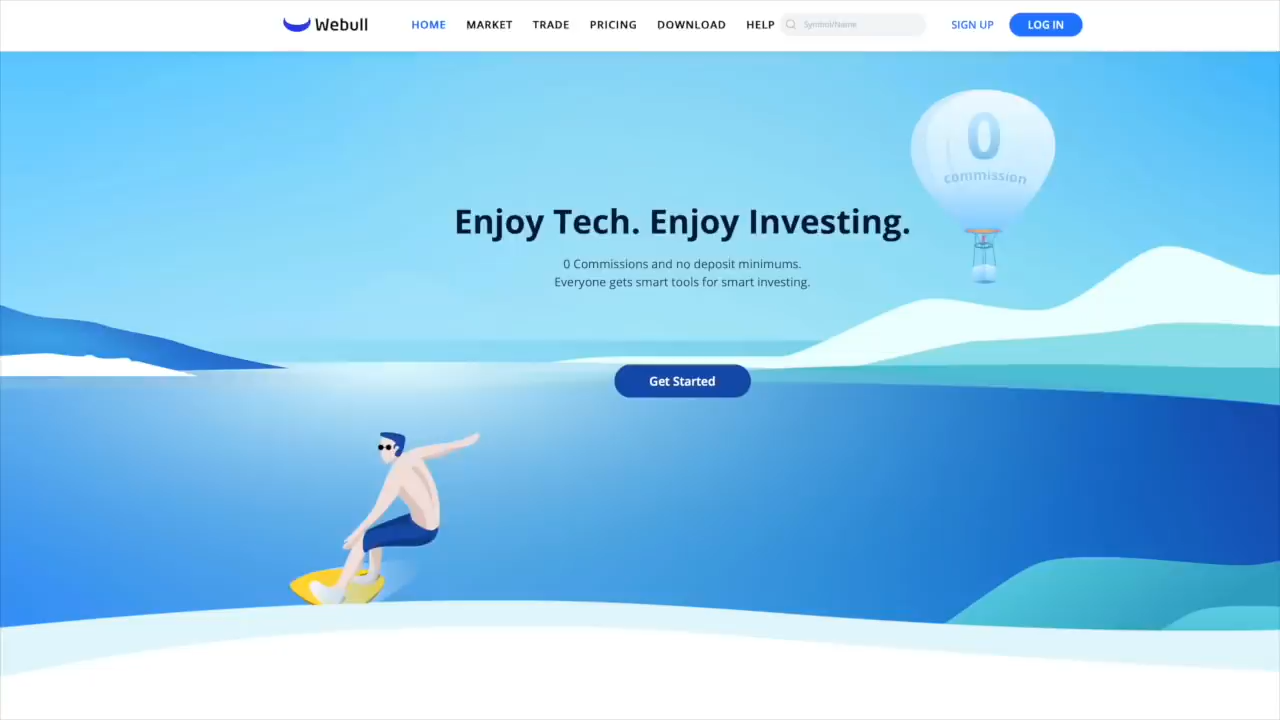 Webull
HOME MARKET TRADE PRICING DOWNLOAD HELP Symbol/Name SIGN UP LOG IN
0
commission
Enjoy Tech. Enjoy Investing.
0 Commissions and no deposit minimums.
Everyone gets smart tools for smart investing.
Get Started